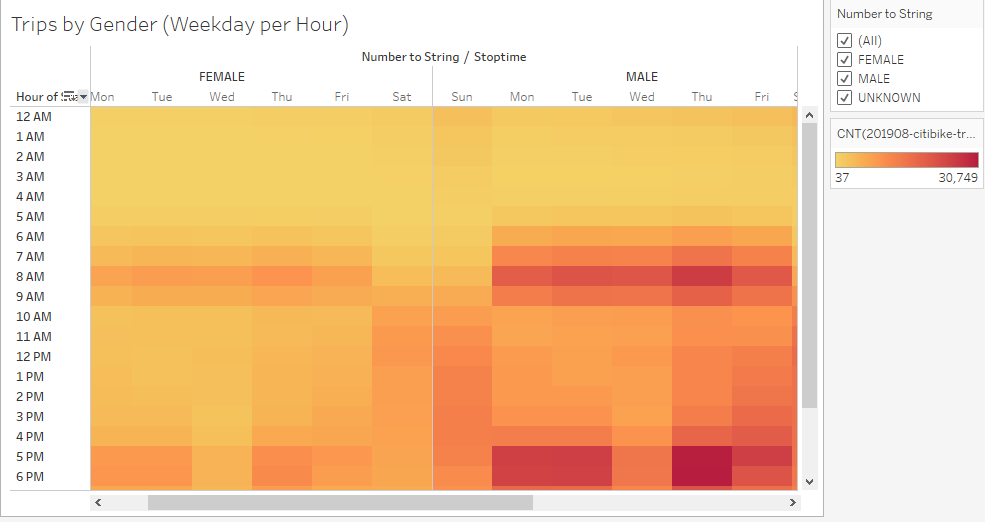 Trips by Gender (Weekday per Hour)
Number to String / Stoptime
FEMALE MALE
Hour of Mon Tue Wed Thu Fri Sat Sun Mon Tue Wed Thu Fri S
12 AM
1 AM
2 AM
3 AM
4 AM
5 AM
6 AM
7 AM
8 AM
9 AM
10 AM
11 AM
12 PM
1 PM
2 PM
3 PM
4 PM
5 PM
6 PM
Number to String
(All)
FEMALE
MALE
UNKNOWN
CNT(201908-citibike-tr...
37 30,749